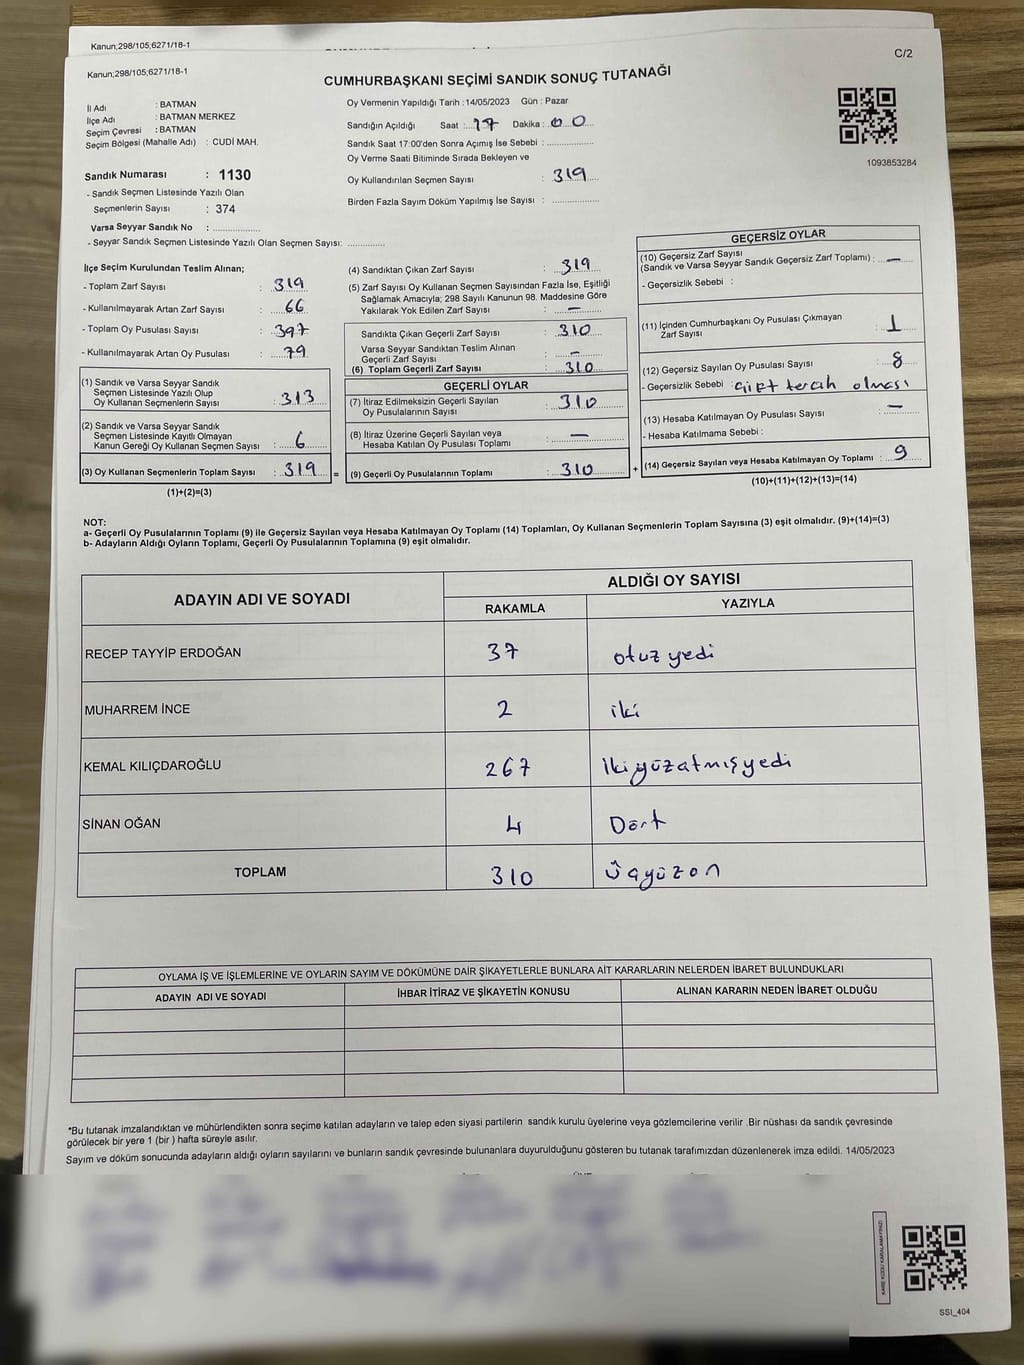 Kanun;298/105;6271/18-1
Kanun;298/105;6271/18-1
C/2
CUMHURBAŞKANI SEÇİMİ SANDIK SONUÇ TUTANAĞI
İl Adı : BATMAN
İlçe Adı : BATMAN MERKEZ
Seçim Çevresi : BATMAN
Seçim Bölgesi (Mahalle Adı) : CUDİ MAH.
Sandık Numarası : 1130
- Sandık Seçmen Listesinde Yazılı Olan
Seçmenlerin Sayısı : 374
Varsa Seyyar Sandık No : ..............
- Seyyar Sandık Seçmen Listesinde Yazılı Olan Seçmen Sayısı: ............
Oy Vermenin Yapıldığı Tarih : 14/05/2023 Gün : Pazar
Sandığın Açıldığı Saat : 17 Dakika : 00
Sandık Saat 17:00'den Sonra Açımış İse Sebebi : ..............
Oy Verme Saati Bitiminde Sırada Bekleyen ve
Oy Kullandırılan Seçmen Sayısı : 319
Birden Fazla Sayım Döküm Yapılmış İse Sayısı : ..............
1093853284
İlçe Seçim Kurulundan Teslim Alınan;
- Toplam Zarf Sayısı : 319
- Kullanılmayarak Artan Zarf Sayısı : 66
- Toplam Oy Pusulası Sayısı : 397
- Kullanılmayarak Artan Oy Pusulası : 79
(1) Sandık ve Varsa Seyyar Sandık
Seçmen Listesinde Yazılı Olup
Oy Kullanan Seçmenlerin Sayısı : 313
(2) Sandık ve Varsa Seyyar Sandık
Seçmen Listesinde Kayıtlı Olmayan
Kanun Gereği Oy Kullanan Seçmen Sayısı : 6
(3) Oy Kullanan Seçmenlerin Toplam Sayısı : 319 =
(1)+(2)=(3)
(4) Sandıktan Çıkan Zarf Sayısı : 319
(5) Zarf Sayısı Oy Kullanan Seçmen Sayısından Fazla İse, Eşitliği
Sağlamak Amacıyla; 298 Sayılı Kanunun 98. Maddesine Göre
Yakılarak Yok Edilen Zarf Sayısı : —
Sandıkta Çıkan Geçerli Zarf Sayısı : 310
Varsa Seyyar Sandıktan Teslim Alınan
Geçerli Zarf Sayısı : —
(6) Toplam Geçerli Zarf Sayısı : 310
GEÇERLİ OYLAR
(7) İtiraz Edilmeksizin Geçerli Sayılan
Oy Pusulalarının Sayısı : 310
(8) İtiraz Üzerine Geçerli Sayılan veya
Hesaba Katılan Oy Pusulası Toplamı : —
(9) Geçerli Oy Pusulalarının Toplamı : 310 +
GEÇERSİZ OYLAR
(10) Geçersiz Zarf Sayısı
(Sandık ve Varsa Seyyar Sandık Geçersiz Zarf Toplamı) : —
- Geçersizlik Sebebi :
(11) İçinden Cumhurbaşkanı Oy Pusulası Çıkmayan
Zarf Sayısı : 1
(12) Geçersiz Sayılan Oy Pusulası Sayısı : 8
- Geçersizlik Sebebi : çift tercih olması
(13) Hesaba Katılmayan Oy Pusulası Sayısı : —
- Hesaba Katılmama Sebebi :
(14) Geçersiz Sayılan veya Hesaba Katılmayan Oy Toplamı : 9
(10)+(11)+(12)+(13)=(14)
NOT:
a- Geçerli Oy Pusulalarının Toplamı (9) ile Geçersiz Sayılan veya Hesaba Katılmayan Oy Toplamı (14) Toplamları, Oy Kullanan Seçmenlerin Toplam Sayısına (3) eşit olmalıdır. (9)+(14)=(3)
b- Adayların Aldığı Oyların Toplamı, Geçerli Oy Pusulalarının Toplamına (9) eşit olmalıdır.
ADAYIN ADI VE SOYADI
ALDIĞI OY SAYISI
RAKAMLA YAZIYLA
RECEP TAYYİP ERDOĞAN 37 otuz yedi
MUHARREM İNCE 2 iki
KEMAL KILIÇDAROĞLU 267 İkiyüzatmışyedi
SİNAN OĞAN 4 Dört
TOPLAM 310 Üçyüzon
OYLAMA İŞ VE İŞLEMLERİNE VE OYLARIN SAYIM VE DÖKÜMÜNE DAİR ŞİKAYETLERLE BUNLARA AİT KARARLARIN NELERDEN İBARET BULUNDUKLARI
ADAYIN ADI VE SOYADI İHBAR İTİRAZ VE ŞİKAYETİN KONUSU ALINAN KARARIN NEDEN İBARET OLDUĞU
*Bu tutanak imzalandıktan ve mühürlendikten sonra seçime katılan adayların ve talep eden siyasi partilerin sandık kurulu üyelerine veya gözlemcilerine verilir .Bir nüshası da sandık çevresinde
görülecek bir yere 1 (bir ) hafta süreyle asılır.
Sayım ve döküm sonucunda adayların aldığı oyların sayılarını ve bunların sandık çevresinde bulunanlara duyurulduğunu gösteren bu tutanak tarafımızdan düzenlenerek imza edildi. 14/05/2023
KARE KODU KARALAMAYINIZ!
SSI_404